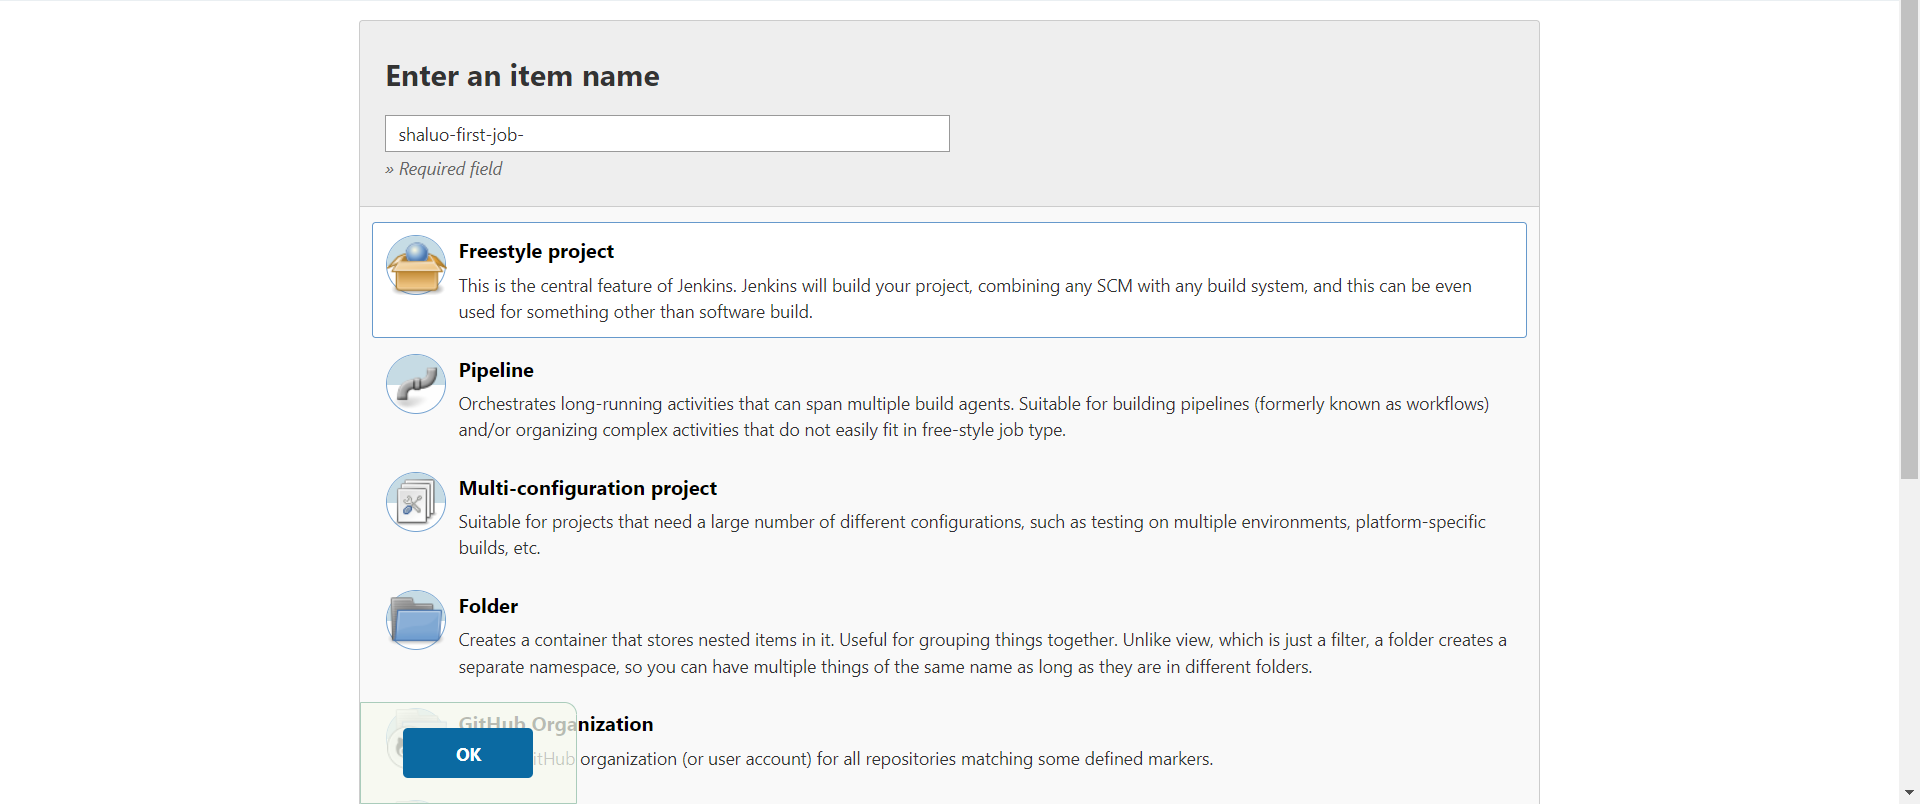 Enter an item name
shaluo-first-job-
» Required field
Freestyle project
This is the central feature of Jenkins. Jenkins will build your project, combining any SCM with any build system, and this can be even
used for something other than software build.
Pipeline
Orchestrates long-running activities that can span multiple build agents. Suitable for building pipelines (formerly known as workflows)
and/or organizing complex activities that do not easily fit in free-style job type.
Multi-configuration project
Suitable for projects that need a large number of different configurations, such as testing on multiple environments, platform-specific
builds, etc.
Folder
Creates a container that stores nested items in it. Useful for grouping things together. Unlike view, which is just a filter, a folder creates a
separate namespace, so you can have multiple things of the same name as long as they are in different folders.
GitHub Organization
organization (or user account) for all repositories matching some defined markers.
OK